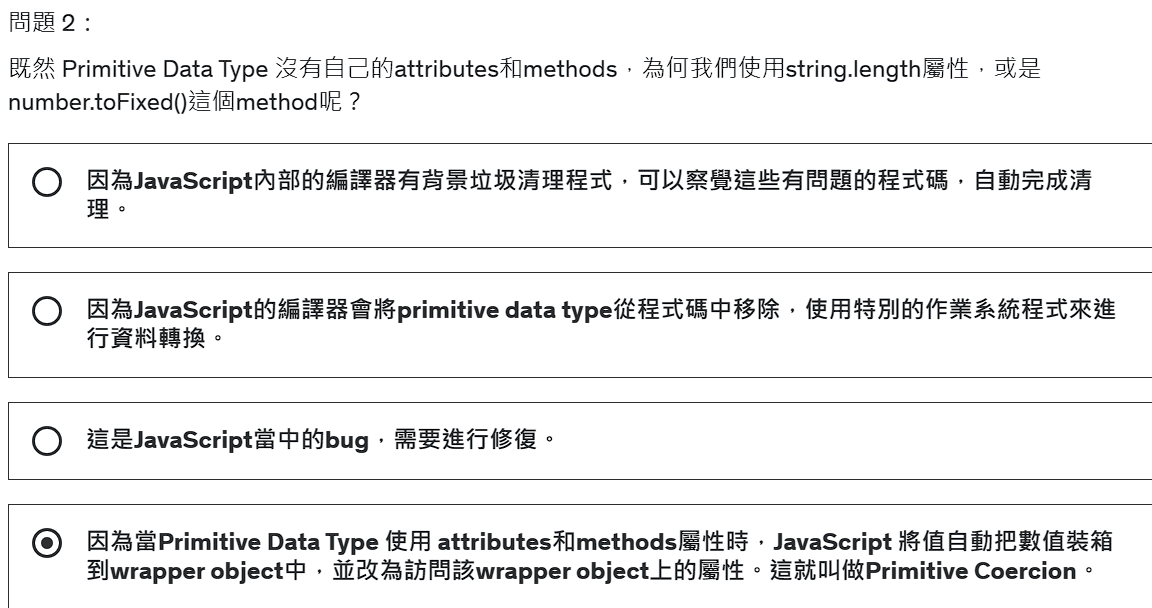 問題 2：
既然 Primitive Data Type 沒有自己的attributes和methods，為何我們使用string.length屬性，或是
number.toFixed()這個method呢？
因為JavaScript內部的編譯器有背景垃圾清理程式，可以察覺這些有問題的程式碼，自動完成清
理。
因為JavaScript的編譯器會將primitive data type從程式碼中移除，使用特別的作業系統程式來進
行資料轉換。
這是JavaScript當中的bug，需要進行修復。
因為當Primitive Data Type 使用 attributes和methods屬性時，JavaScript 將值自動把數值裝箱
到wrapper object中，並改為訪問該wrapper object上的屬性。這就叫做Primitive Coercion。